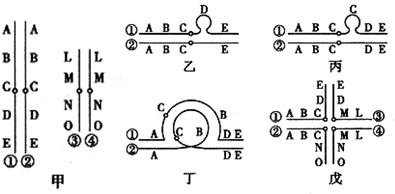 A A
B B
C C
D D
E E
① ②
L L
M M
N N
O O
③ ④
甲
D
① A B C E
② A B C E
乙
C
① A B D E
② A B C D E
丙
C B
① A C B D E
② A D E
丁
E E
D D
① A B C M L ③
② A B C M L ④
N N
O O
戊